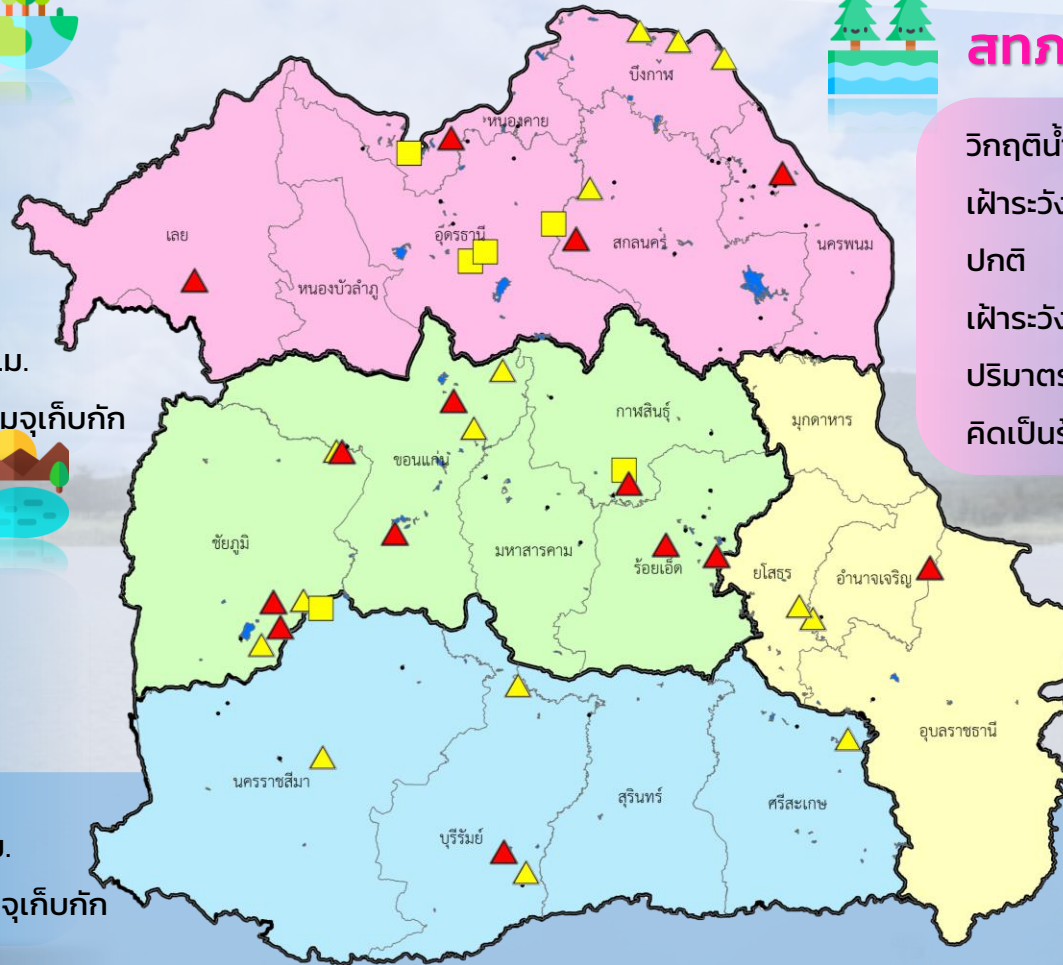 สทภ
วิกฤติน้ำ
เฝ้าระวัง
ปกติ
เฝ้าระวัง
ปริมาตร
คิดเป็นร้
.ม.
มจุเก็บกัก
ม.
จุเก็บกัก
บึงกาฬ
หนองคาย
เลย
อุดรธานี
สกลนคร
นครพนม
หนองบัวลำภู
กาฬสินธุ์
มุกดาหาร
ขอนแก่น
ชัยภูมิ
มหาสารคาม
ร้อยเอ็ด
ยโสธร
อำนาจเจริญ
อุบลราชธานี
นครราชสีมา
สุรินทร์
ศรีสะเกษ
บุรีรัมย์